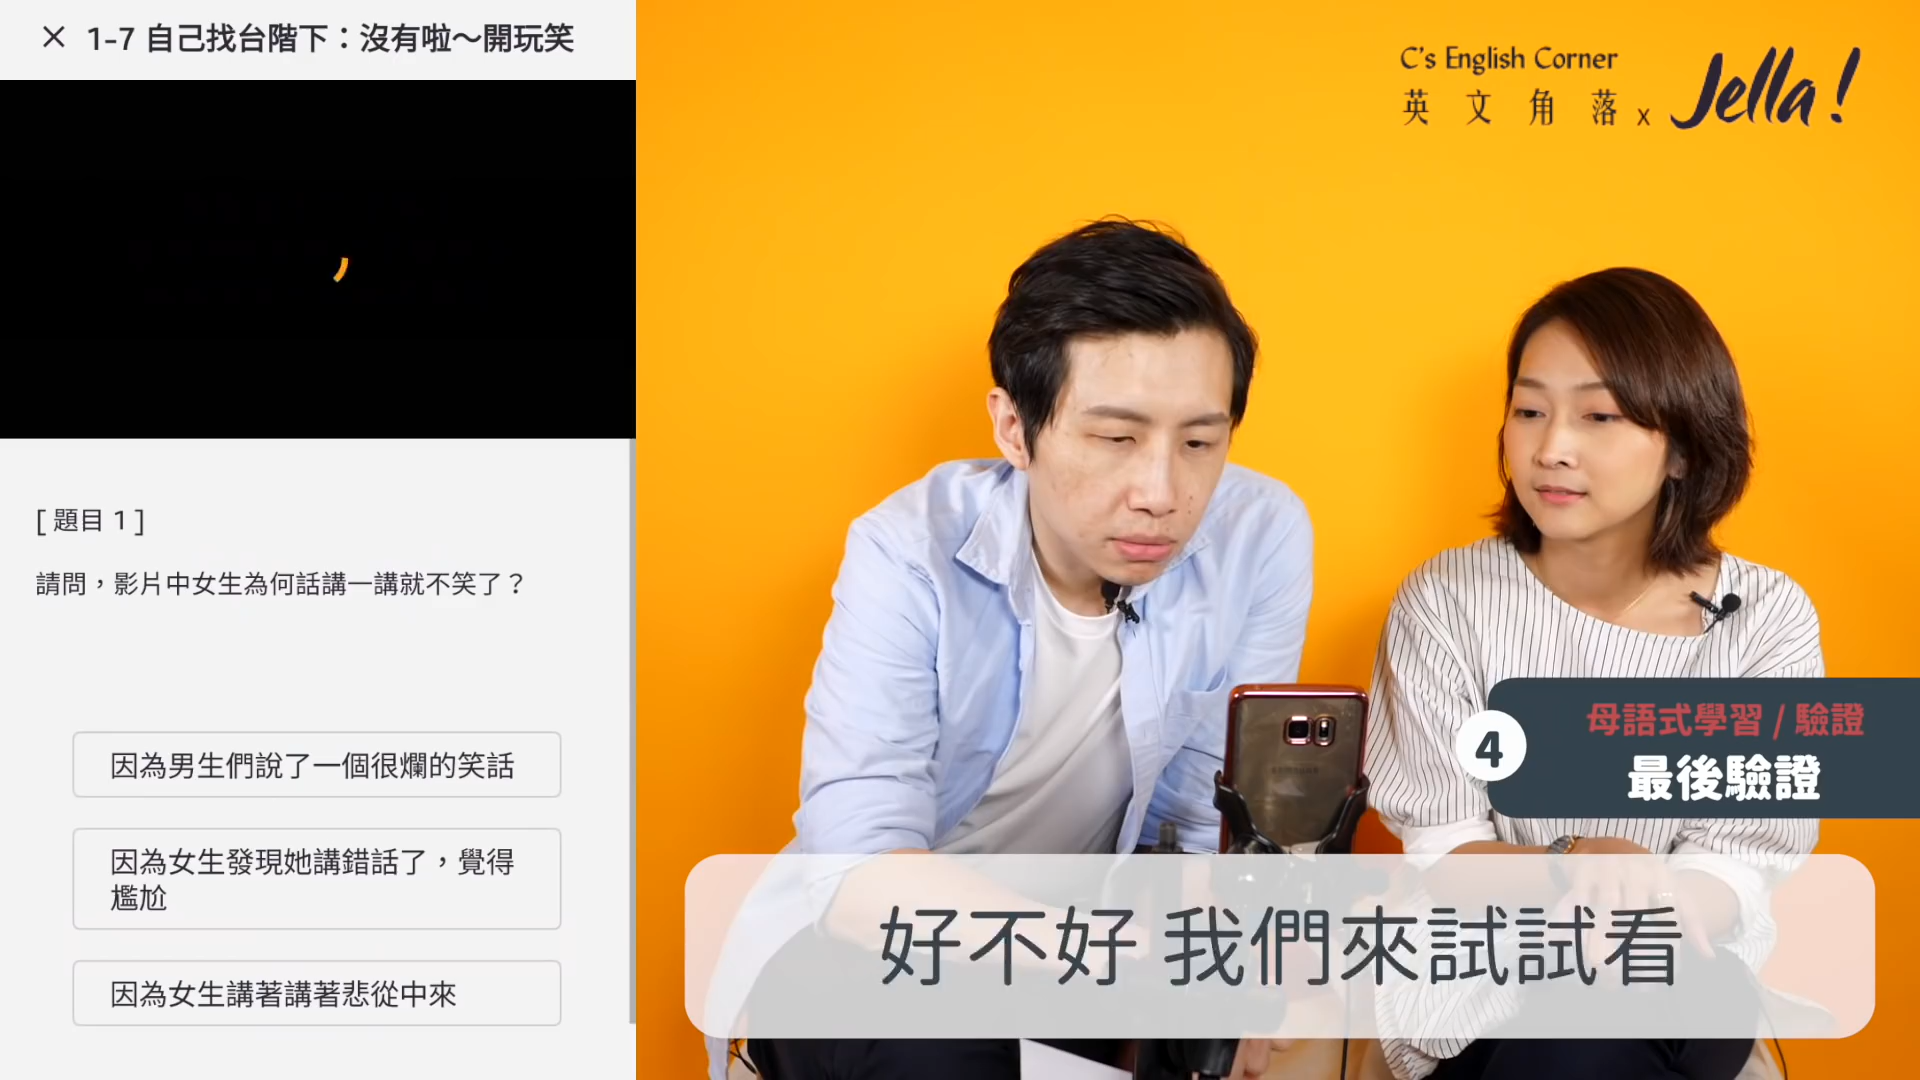 1-7 自己找台階下：沒有啦～開玩笑
[ 題目 1 ]
請問，影片中女生為何話講一講就不笑了？
因為男生們說了一個很爛的笑話
因為女生發現她講錯話了，覺得
尷尬
因為女生講著講著悲從中來
C's English Corner
英文角落 x Jella !
母語式學習 / 驗證
4
最後驗證
好不好 我們來試試看